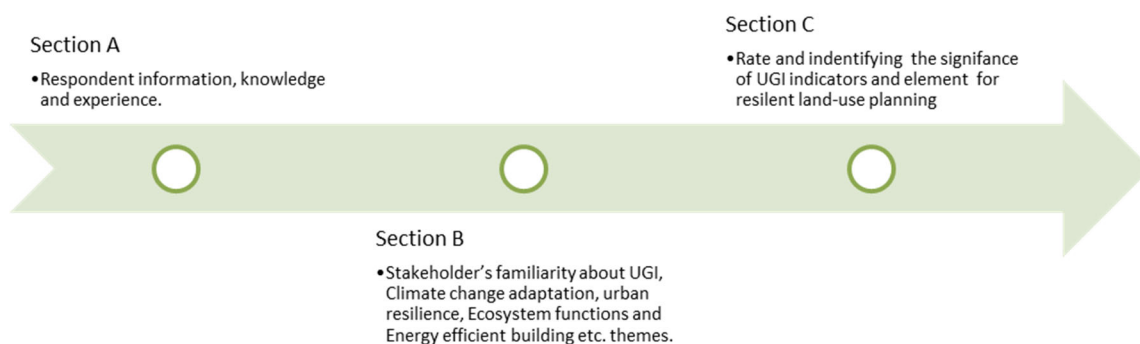 Section A
•Respondent information, knowledge
and experience.
Section B
•Stakeholder's familiarity about UGI,
Climate change adaptation, urban
resilience, Ecosystem functions and
Energy efficient building etc. themes.
Section C
•Rate and indentifying the signifance
of UGI indicators and element for
resilent land-use planning